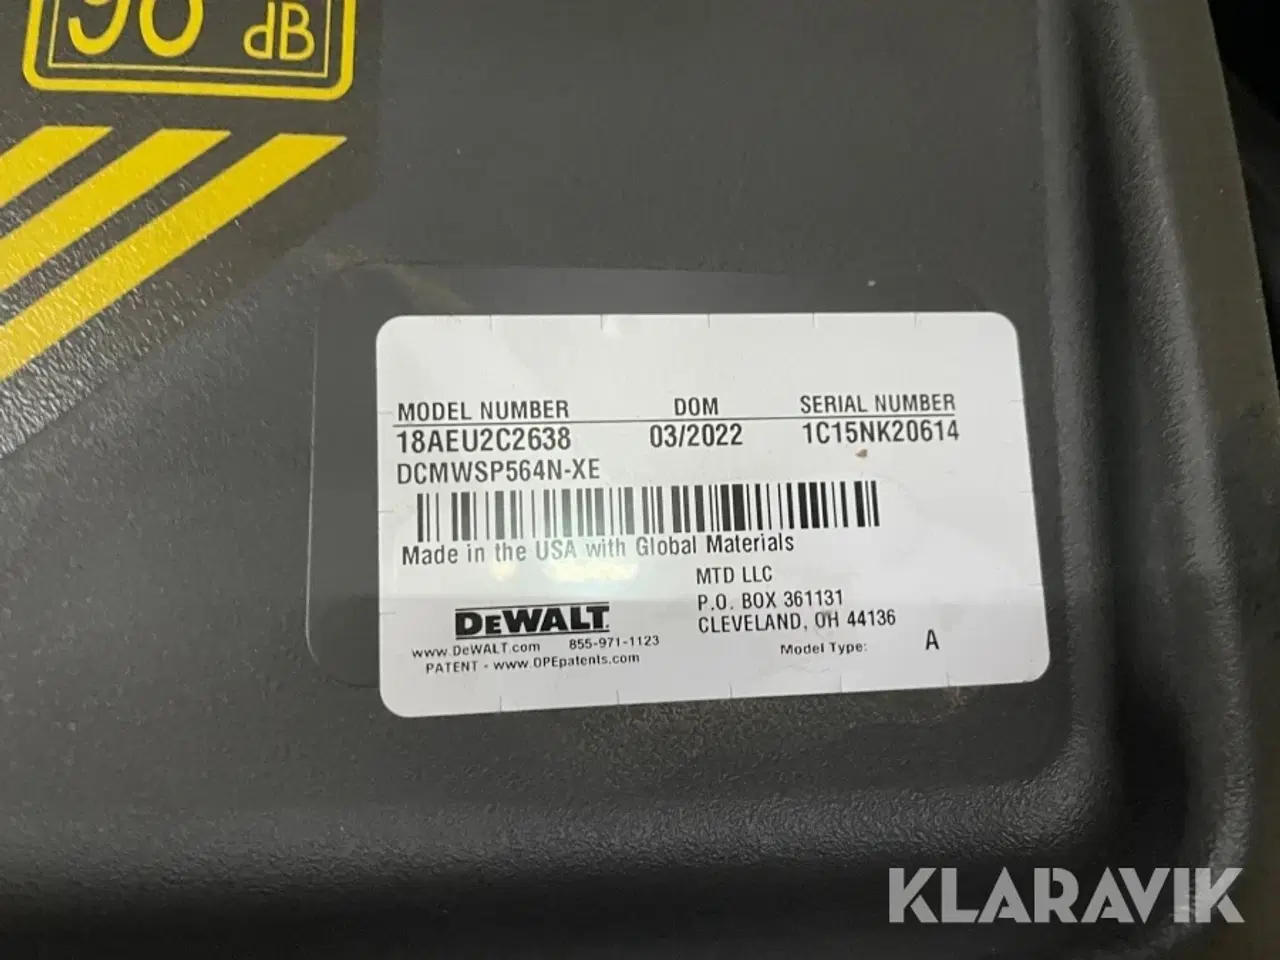 96 dB
MODEL NUMBER DOM SERIAL NUMBER
18AEU2C2638 03/2022 1C15NK20614
DCMWSP564N-XE
Made in the USA with Global Materials
MTD LLC
P.O. BOX 361131
CLEVELAND, OH 44136
DEWALT
www.DeWALT.com 855-971-1123
PATENT - www.OPEpatents.com
Model Type: A
KLARAVIK